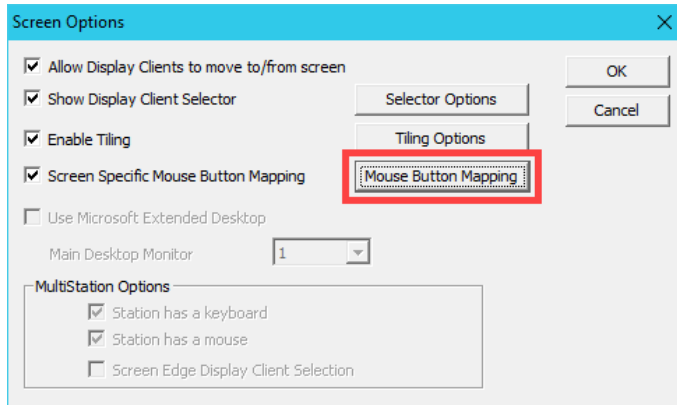 Screen Options
Allow Display Clients to move to/from screen
OK
Show Display Client Selector
Selector Options
Cancel
Enable Tiling
Tiling Options
Screen Specific Mouse Button Mapping
Mouse Button Mapping
Use Microsoft Extended Desktop
Main Desktop Monitor
1
MultiStation Options
Station has a keyboard
Station has a mouse
Screen Edge Display Client Selection